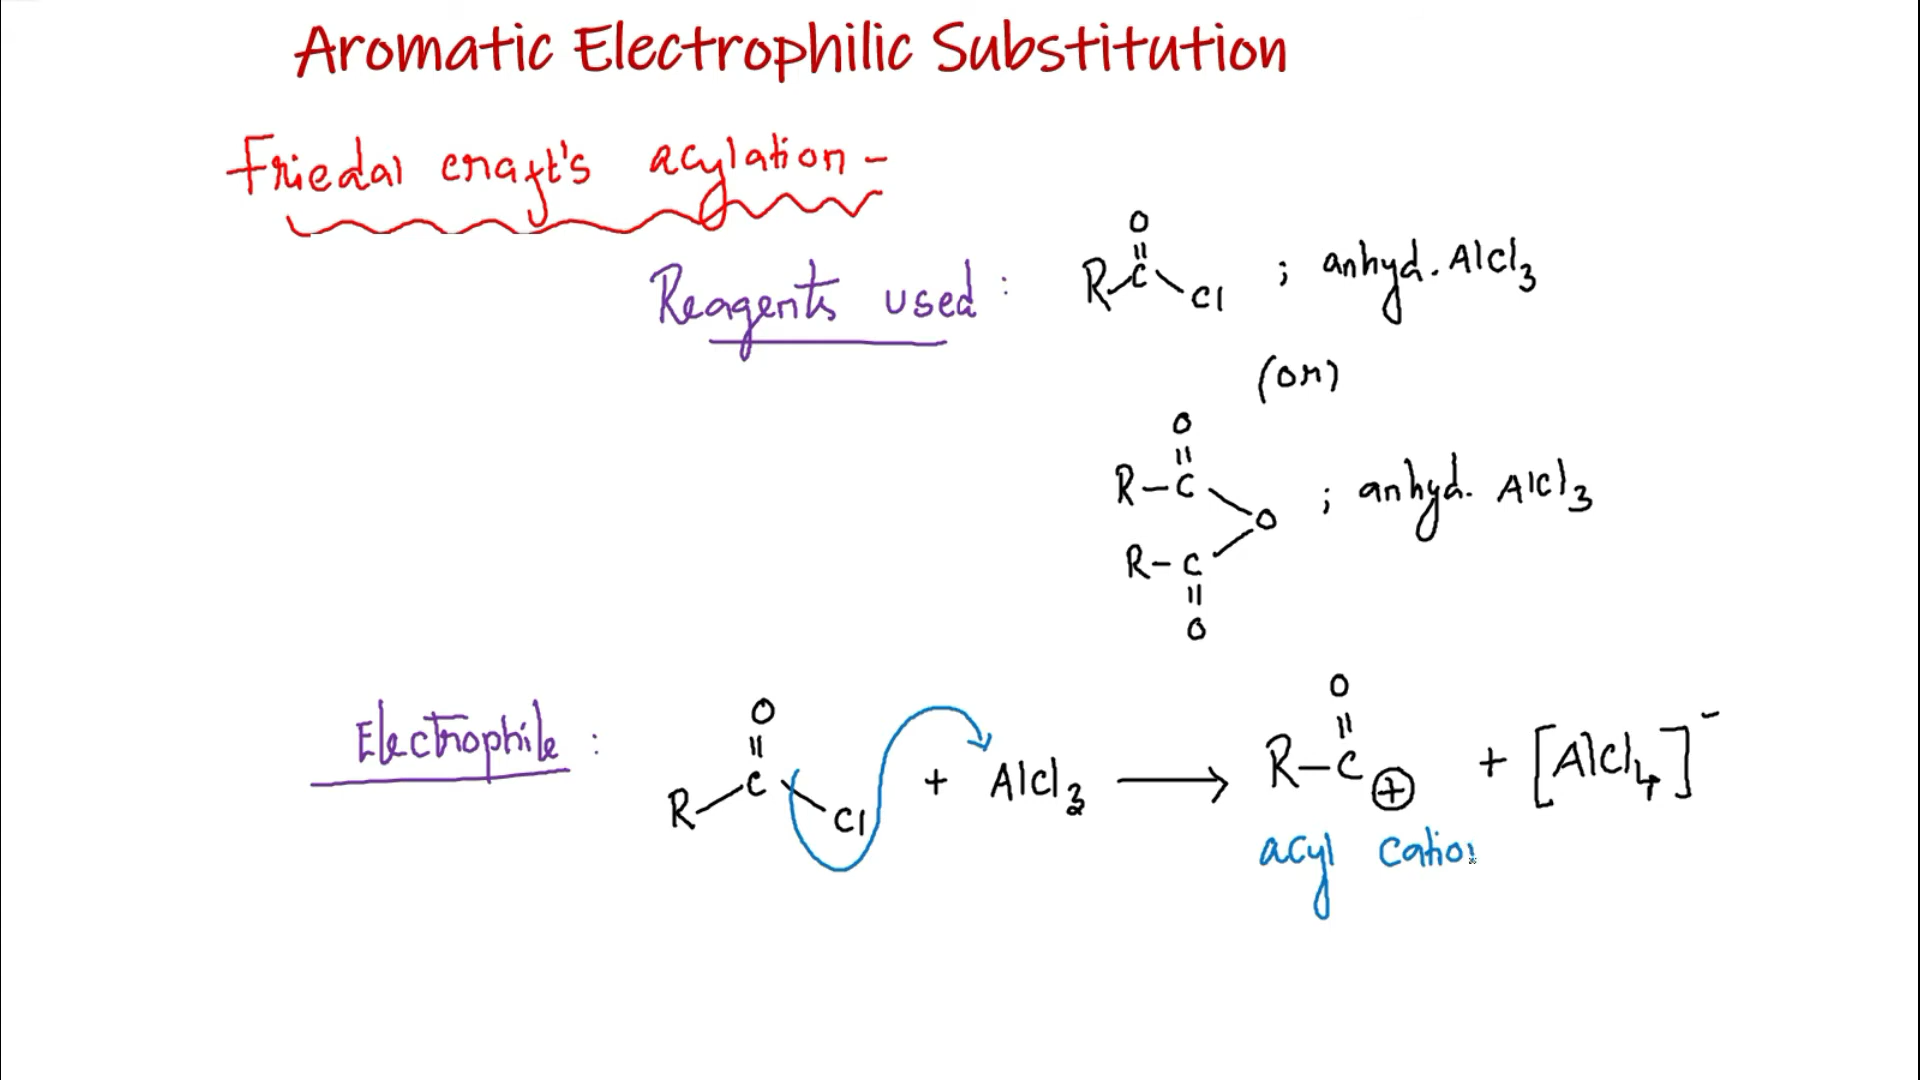 Aromatic Electrophilic Substitution
Friedal craft's acylation -
Reagents used :
O
R C Cl ; anhyd. AlCl3
(or)
O
R-C
O ; anhyd. AlCl3
R-C
O
Electrophile :
O O
R C Cl + AlCl3 → R-C⊕ + [AlCl4]-
acyl cation